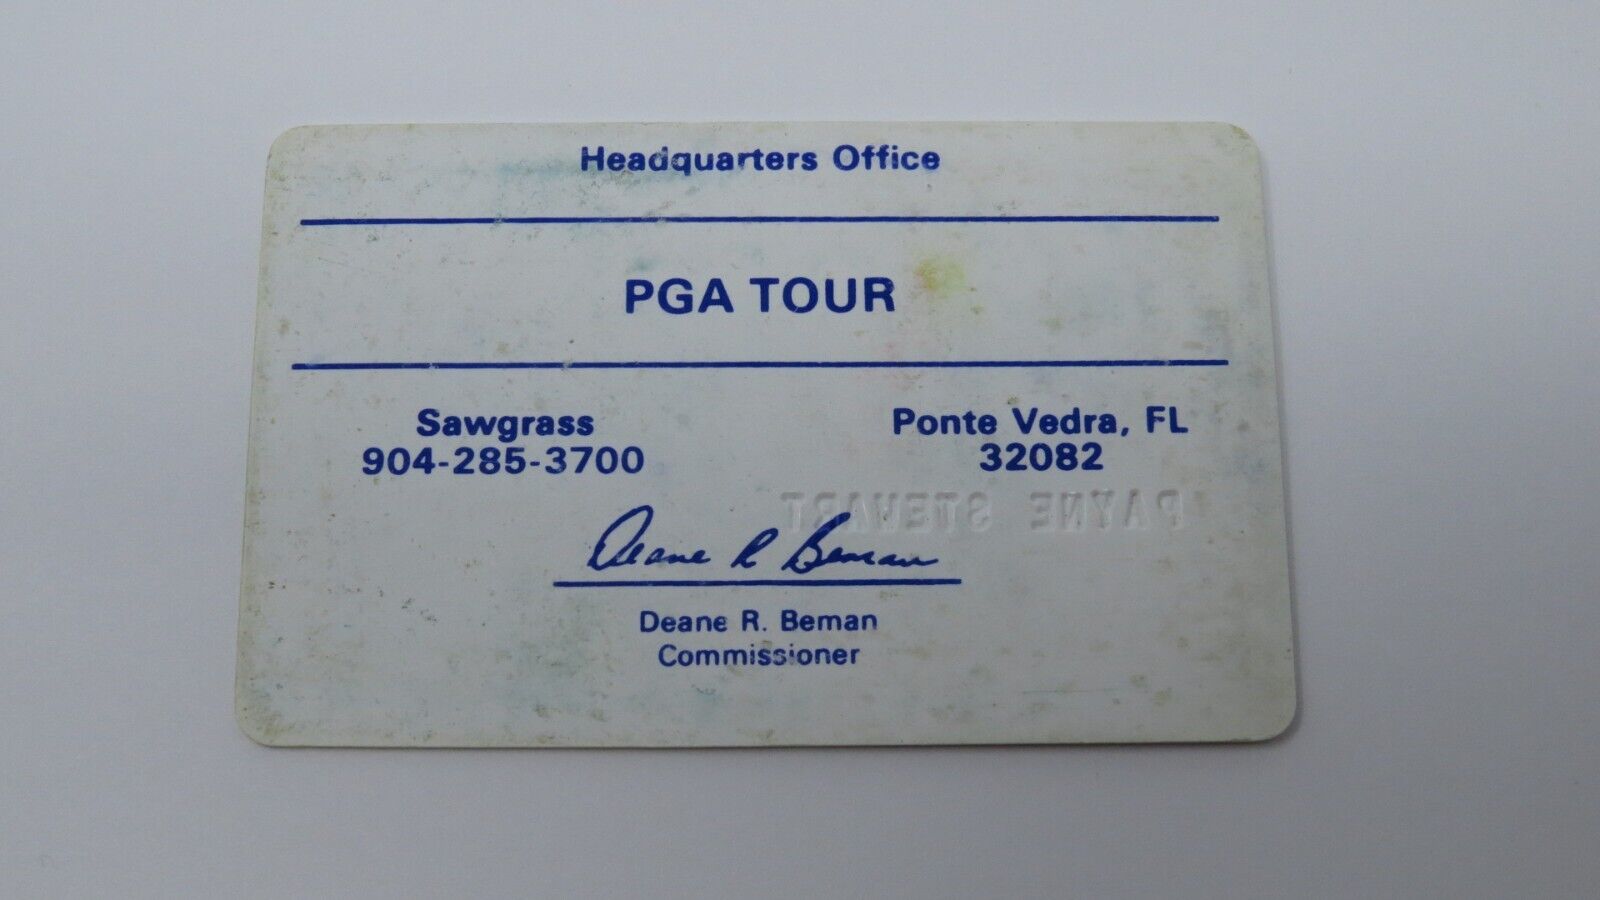 Headquarters Office
PGA TOUR
Sawgrass
904-285-3700
Ponte Vedra, FL
32082
PAYNE STEWART
Deane R Beman
Deane R. Beman
Commissioner